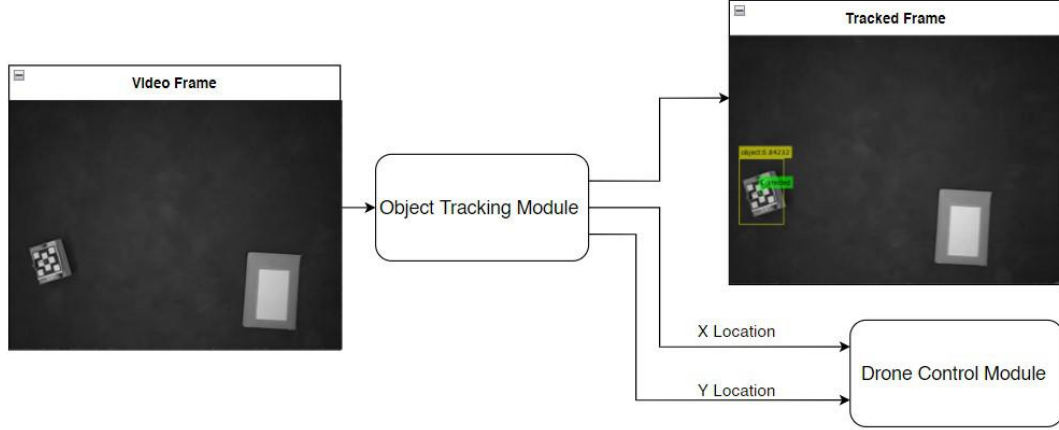 Video Frame
Object Tracking Module
Tracked Frame
X Location
Y Location
Drone Control Module